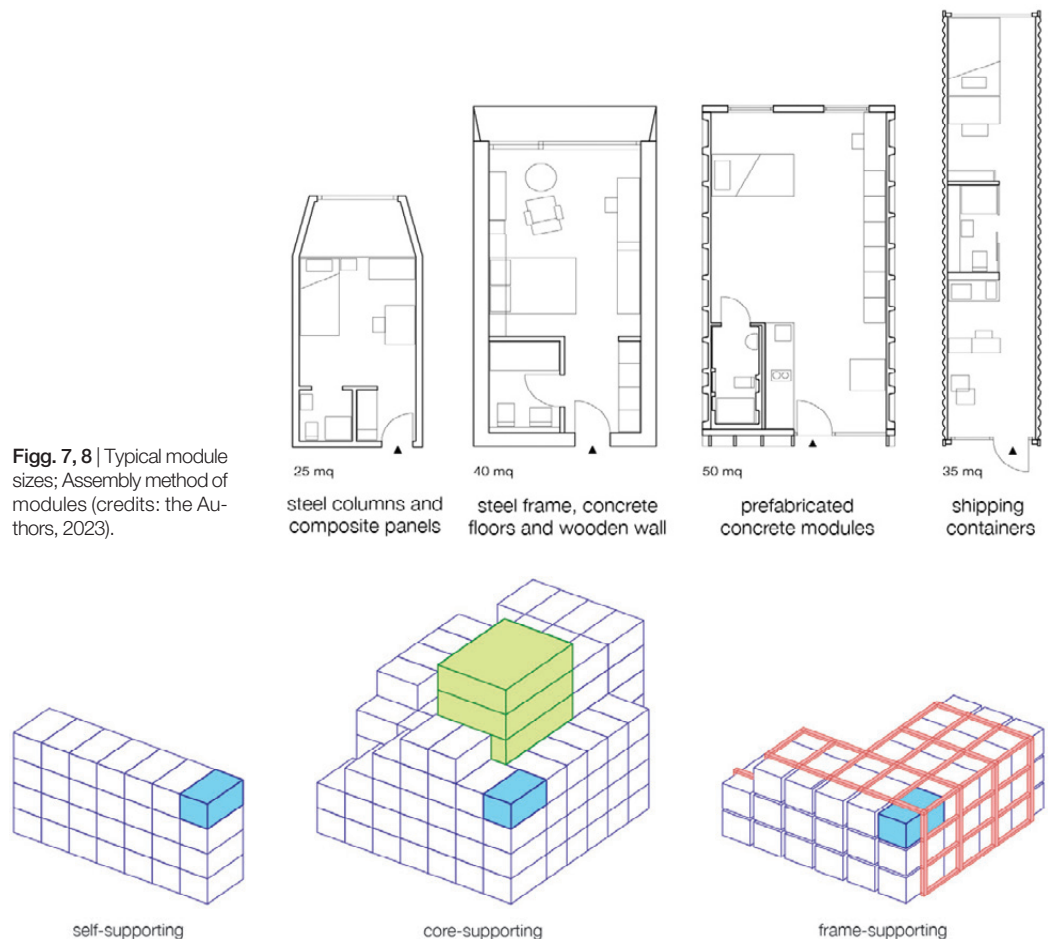 Figg. 7, 8 | Typical module
sizes; Assembly method of
modules (credits: the Au-
thors, 2023).
25 mq
steel columns and
composite panels
40 mq
steel frame, concrete
floors and wooden wall
50 mq
prefabricated
concrete modules
35 mq
shipping
containers
self-supporting
core-supporting
frame-supporting